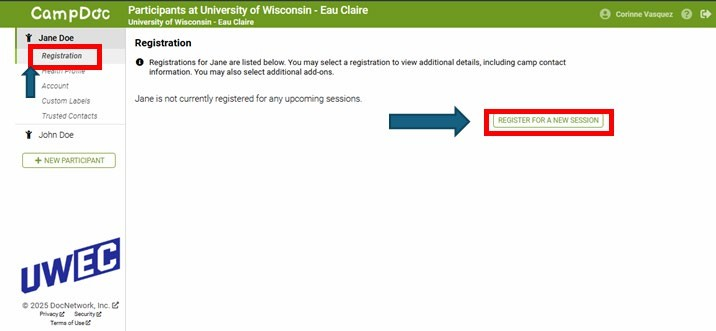 CampDoc
Participants at University of Wisconsin - Eau Claire
University of Wisconsin - Eau Claire
Corinne Vasquez
Jane Doe
Registration
Health Profile
Account
Custom Labels
Trusted Contacts
John Doe
+ NEW PARTICIPANT
UWEC
© 2025 DocNetwork, Inc.
Privacy Security
Terms of Use
Registration
Registrations for Jane are listed below. You may select a registration to view additional details, including camp contact
information. You may also select additional add-ons.
Jane is not currently registered for any upcoming sessions.
REGISTER FOR A NEW SESSION